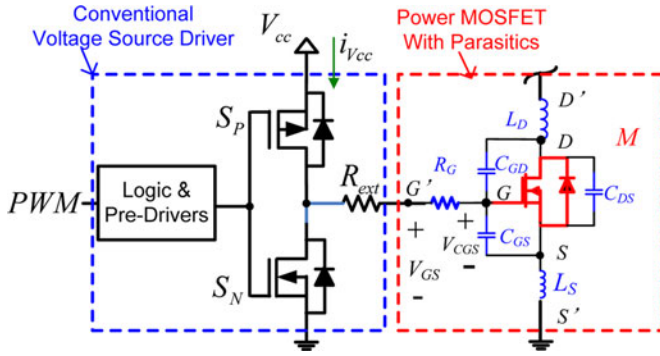 Conventional
Voltage Source Driver
Power MOSFET
With Parasitics
Vcc
iVcc
D'
LD
SP
D
M
Rext
G'
RG
CGD
G
CDS
PWM
Logic &
Pre-Drivers
+
+
VCGS
CGS
S
VGS
-
SN
-
LS
S'